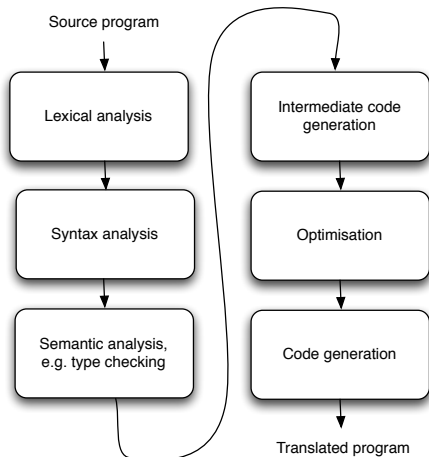 Source program
Lexical analysis
Syntax analysis
Semantic analysis,
e.g. type checking
Intermediate code
generation
Optimisation
Code generation
Translated program